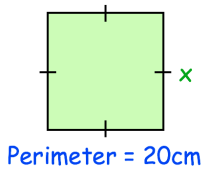 x
Perimeter = 20cm